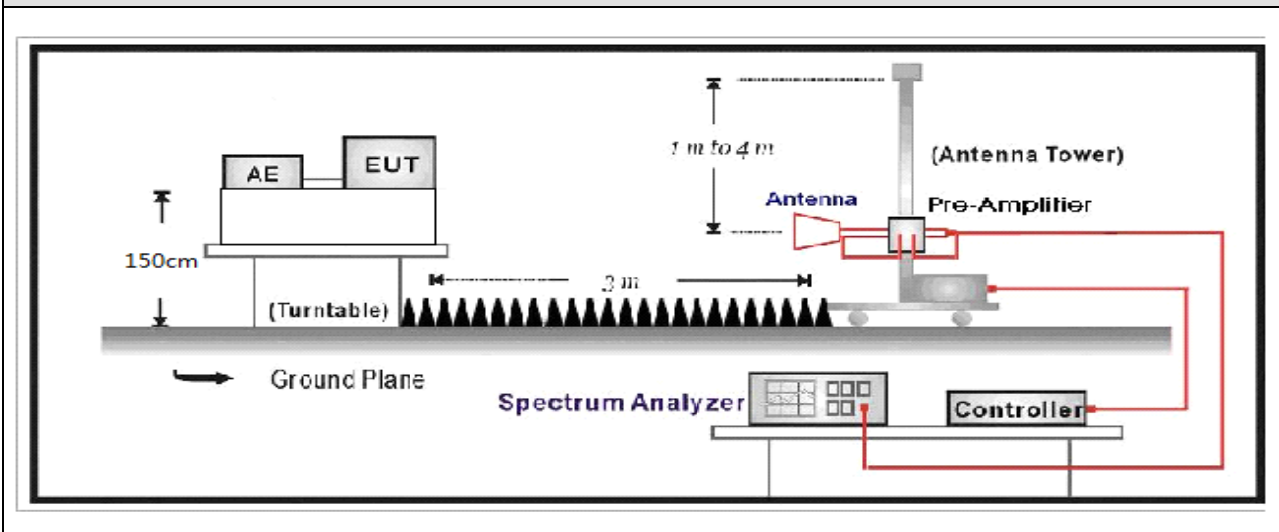 1 m to 4 m
(Antenna Tower)
AE
EUT
Antenna
Pre-Amplifier
150cm
3 m
(Turntable)
Ground Plane
Spectrum Analyzer
Controller